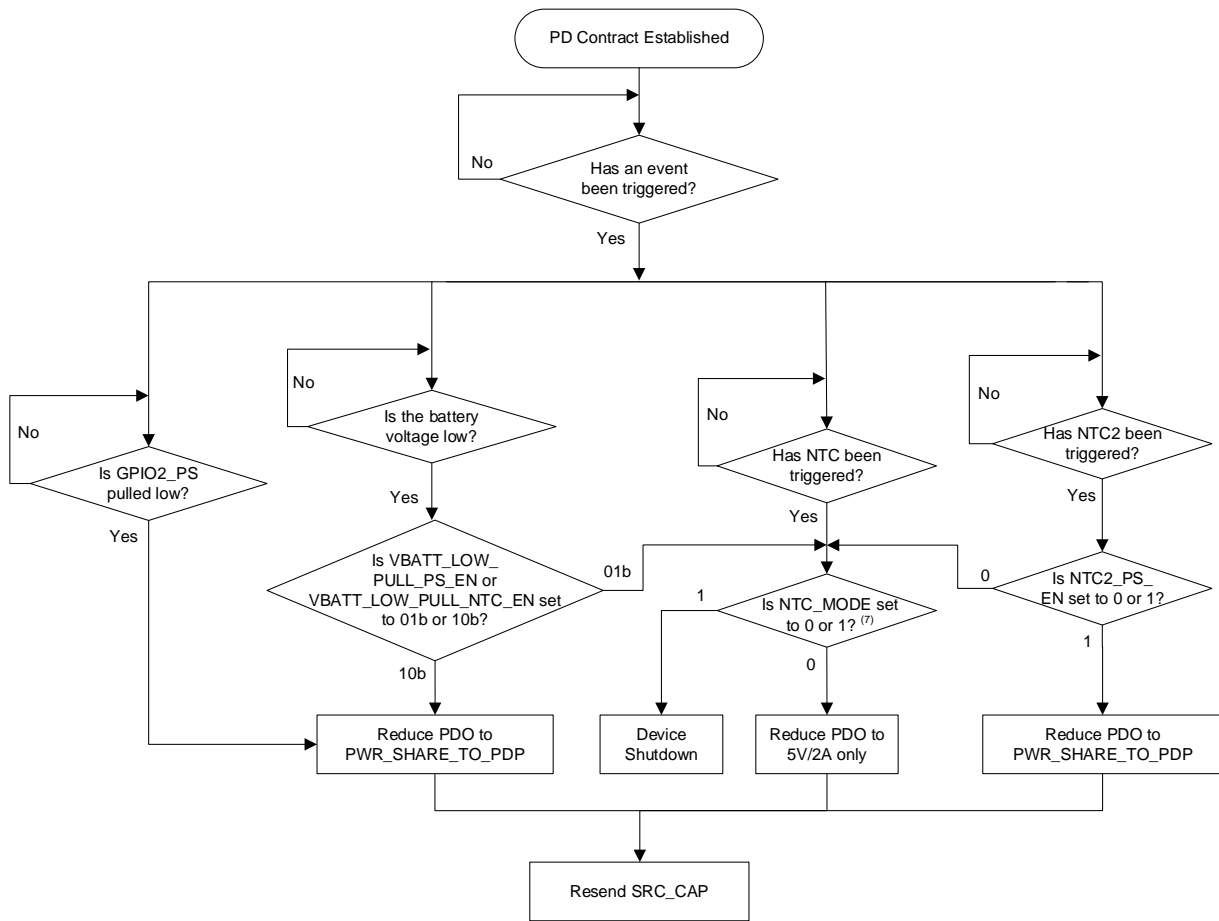 PD Contract Established
No
Has an event
been triggered?
Yes
No
Is GPIO2_PS
pulled low?
Yes
No
Is the battery
voltage low?
Yes
Is VBATT_LOW_
PULL_PS_EN or
VBATT_LOW_PULL_NTC_EN set
to 01b or 10b?
01b
10b
No
Has NTC been
triggered?
Yes
Is NTC_MODE set
to 0 or 1? (7)
1
0
No
Has NTC2 been
triggered?
Yes
Is NTC2_PS_
EN set to 0 or 1?
0
1
Reduce PDO to
PWR_SHARE_TO_PDP
Device
Shutdown
Reduce PDO to
5V/2A only
Reduce PDO to
PWR_SHARE_TO_PDP
Resend SRC_CAP